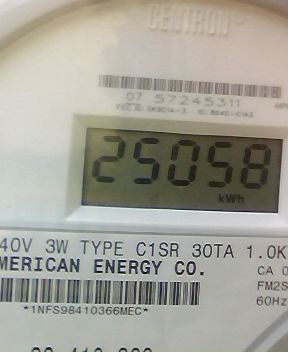 CENTRON®
07 57245311
25058
kWh
40V 3W TYPE C1SR 30TA 1.0K
MERICAN ENERGY CO.
CA 0
FM2S
60Hz
*1NFS98410366MEC*